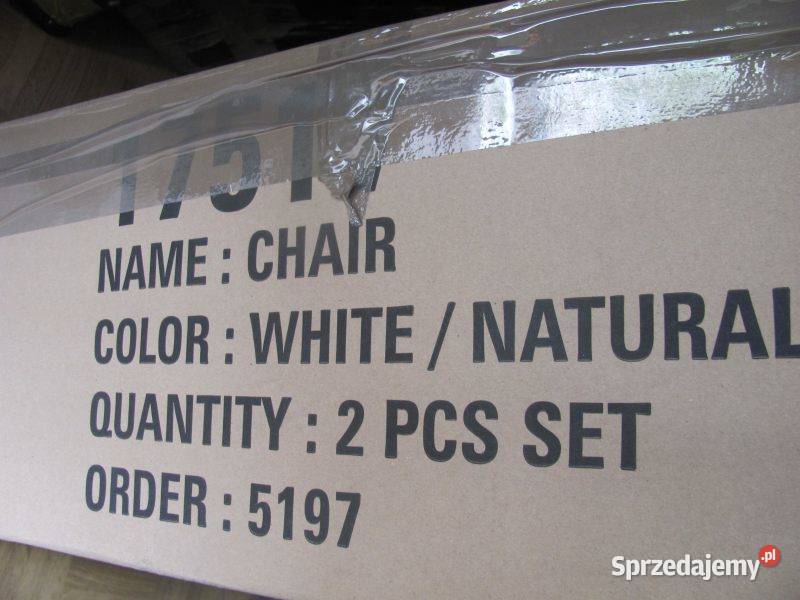 NAME : CHAIR
COLOR : WHITE / NATURAL
QUANTITY : 2 PCS SET
ORDER : 5197
Sprzedajemy.pl